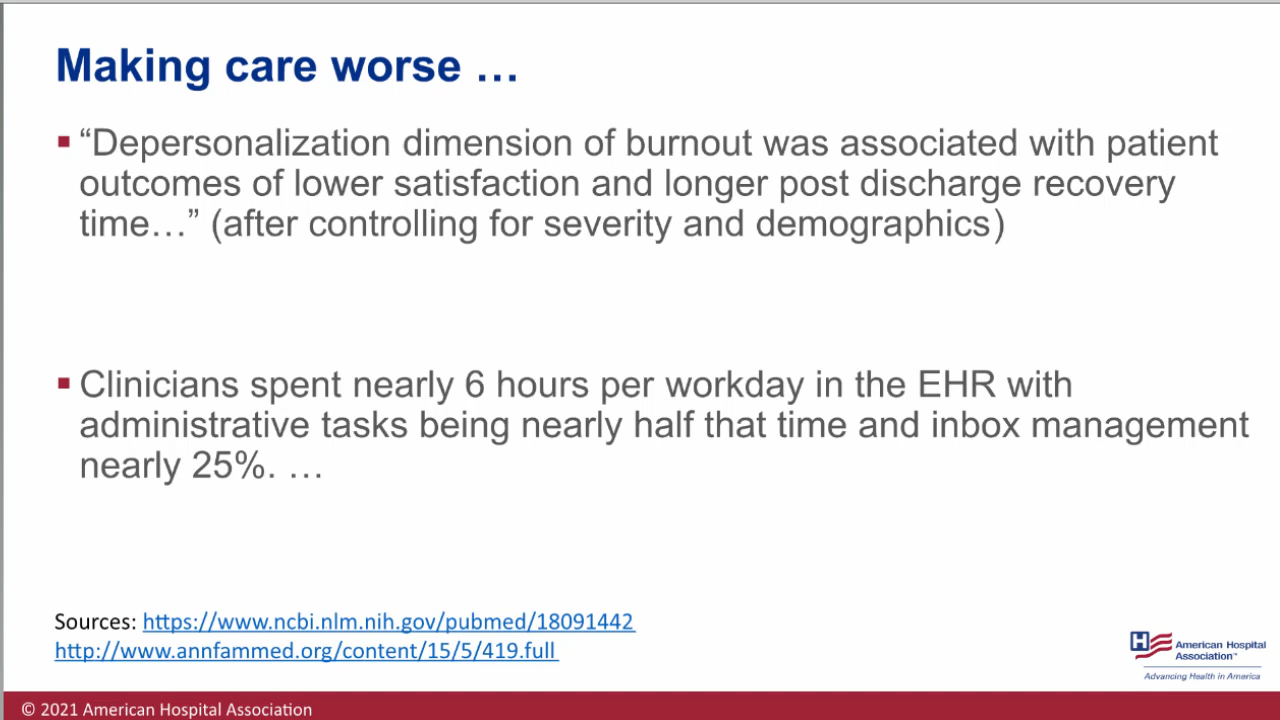 Making care worse …
▪ “Depersonalization dimension of burnout was associated with patient
outcomes of lower satisfaction and longer post discharge recovery
time…” (after controlling for severity and demographics)
▪ Clinicians spent nearly 6 hours per workday in the EHR with
administrative tasks being nearly half that time and inbox management
nearly 25%. …
Sources: https://www.ncbi.nlm.nih.gov/pubmed/18091442
http://www.annfammed.org/content/15/5/419.full
H
American Hospital
Association™
Advancing Health in America
© 2021 American Hospital Association